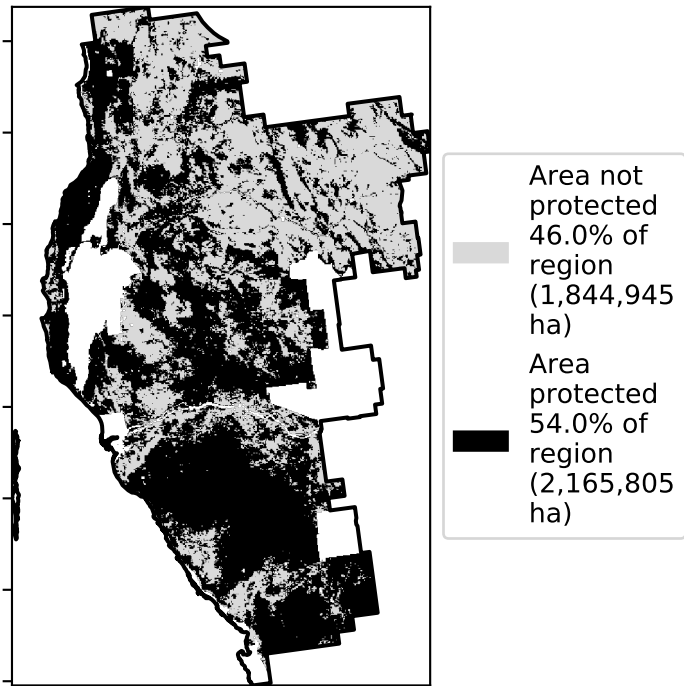 Area not
protected
46.0% of
region
(1,844,945
ha)
Area
protected
54.0% of
region
(2,165,805
ha)